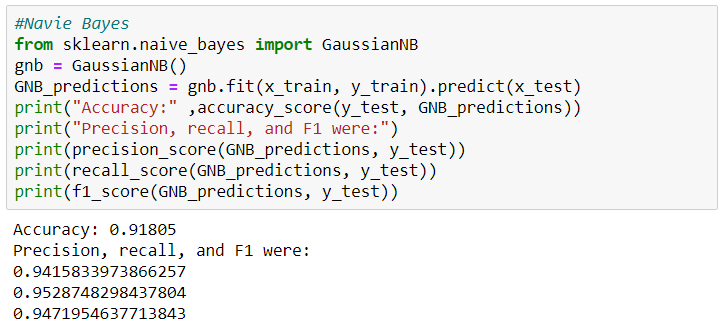 #Navie Bayes
from sklearn.naive_bayes import GaussianNB
gnb = GaussianNB()
GNB_predictions = gnb.fit(x_train, y_train).predict(x_test)
print("Accuracy:" ,accuracy_score(y_test, GNB_predictions))
print("Precision, recall, and F1 were:")
print(precision_score(GNB_predictions, y_test))
print(recall_score(GNB_predictions, y_test))
print(f1_score(GNB_predictions, y_test))
Accuracy: 0.91805
Precision, recall, and F1 were:
0.9415833973866257
0.9528748298437804
0.9471954637713843